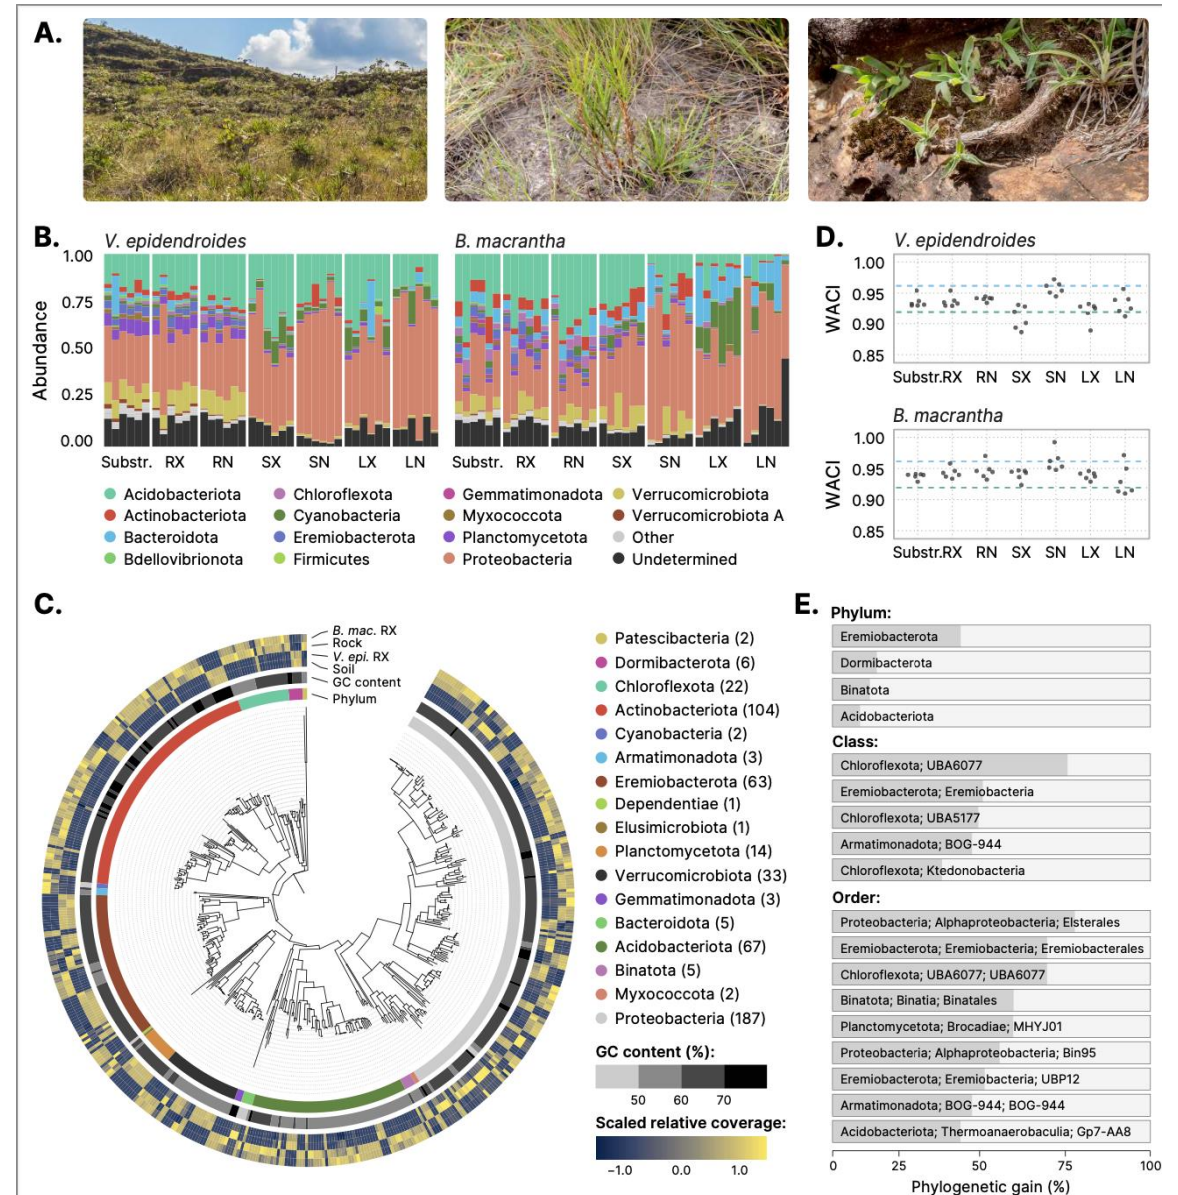 A.
B.
V. epidendroides
B. macrantha
Abundance
1.00
0.75
0.50
0.25
0.00
Substr. RX RN SX SN LX LN
Substr. RX RN SX SN LX LN
Acidobacteriota
Actinobacteriota
Bacteroidota
Bdellovibrionota
Chloroflexota
Cyanobacteria
Eremiobacterota
Firmicutes
Gemmatimonadota
Myxococcota
Planctomycetota
Proteobacteria
Verrucomicrobiota
Verrucomicrobiota A
Other
Undetermined
D.
V. epidendroides
WACI
1.00
0.95
0.90
0.85
Substr. RX RN SX SN LX LN
B. macrantha
WACI
1.00
0.95
0.90
0.85
Substr. RX RN SX SN LX LN
C.
B. mac. RX
Rock
V. epi. RX
Soil
GC content
Phylum
Patescibacteria (2)
Dormibacterota (6)
Chloroflexota (22)
Actinobacteriota (104)
Cyanobacteria (2)
Armatimonadota (3)
Eremiobacterota (63)
Dependentiae (1)
Elusimicrobiota (1)
Planctomycetota (14)
Verrucomicrobiota (33)
Gemmatimonadota (3)
Bacteroidota (5)
Acidobacteriota (67)
Binatota (5)
Myxococcota (2)
Proteobacteria (187)
GC content (%):
50 60 70
Scaled relative coverage:
−1.0 0.0 1.0
E.
Phylum:
Eremiobacterota
Dormibacterota
Binatota
Acidobacteriota
Class:
Chloroflexota; UBA6077
Eremiobacterota; Eremiobacteria
Chloroflexota; UBA5177
Armatimonadota; BOG-944
Chloroflexota; Ktedonobacteria
Order:
Proteobacteria; Alphaproteobacteria; Elsterales
Eremiobacterota; Eremiobacteria; Eremiobacterales
Chloroflexota; UBA6077; UBA6077
Binatota; Binatia; Binatales
Planctomycetota; Brocadiae; MHYJ01
Proteobacteria; Alphaproteobacteria; Bin95
Eremiobacterota; Eremiobacteria; UBP12
Armatimonadota; BOG-944; BOG-944
Acidobacteriota; Thermoanaerobaculia; Gp7-AA8
0 25 50 75 100
Phylogenetic gain (%)